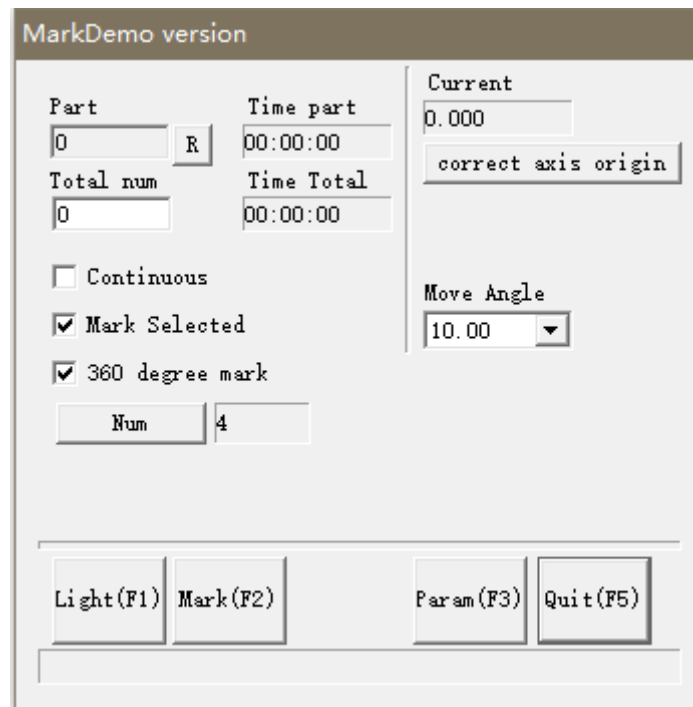 MarkDemo version
Part
Time part
0
R
00:00:00
Total num
Time Total
0
00:00:00
Continuous
Mark Selected
360 degree mark
Num
4
Current
0.000
correct axis origin
Move Angle
10.00
Light(F1)
Mark(F2)
Param(F3)
Quit(F5)